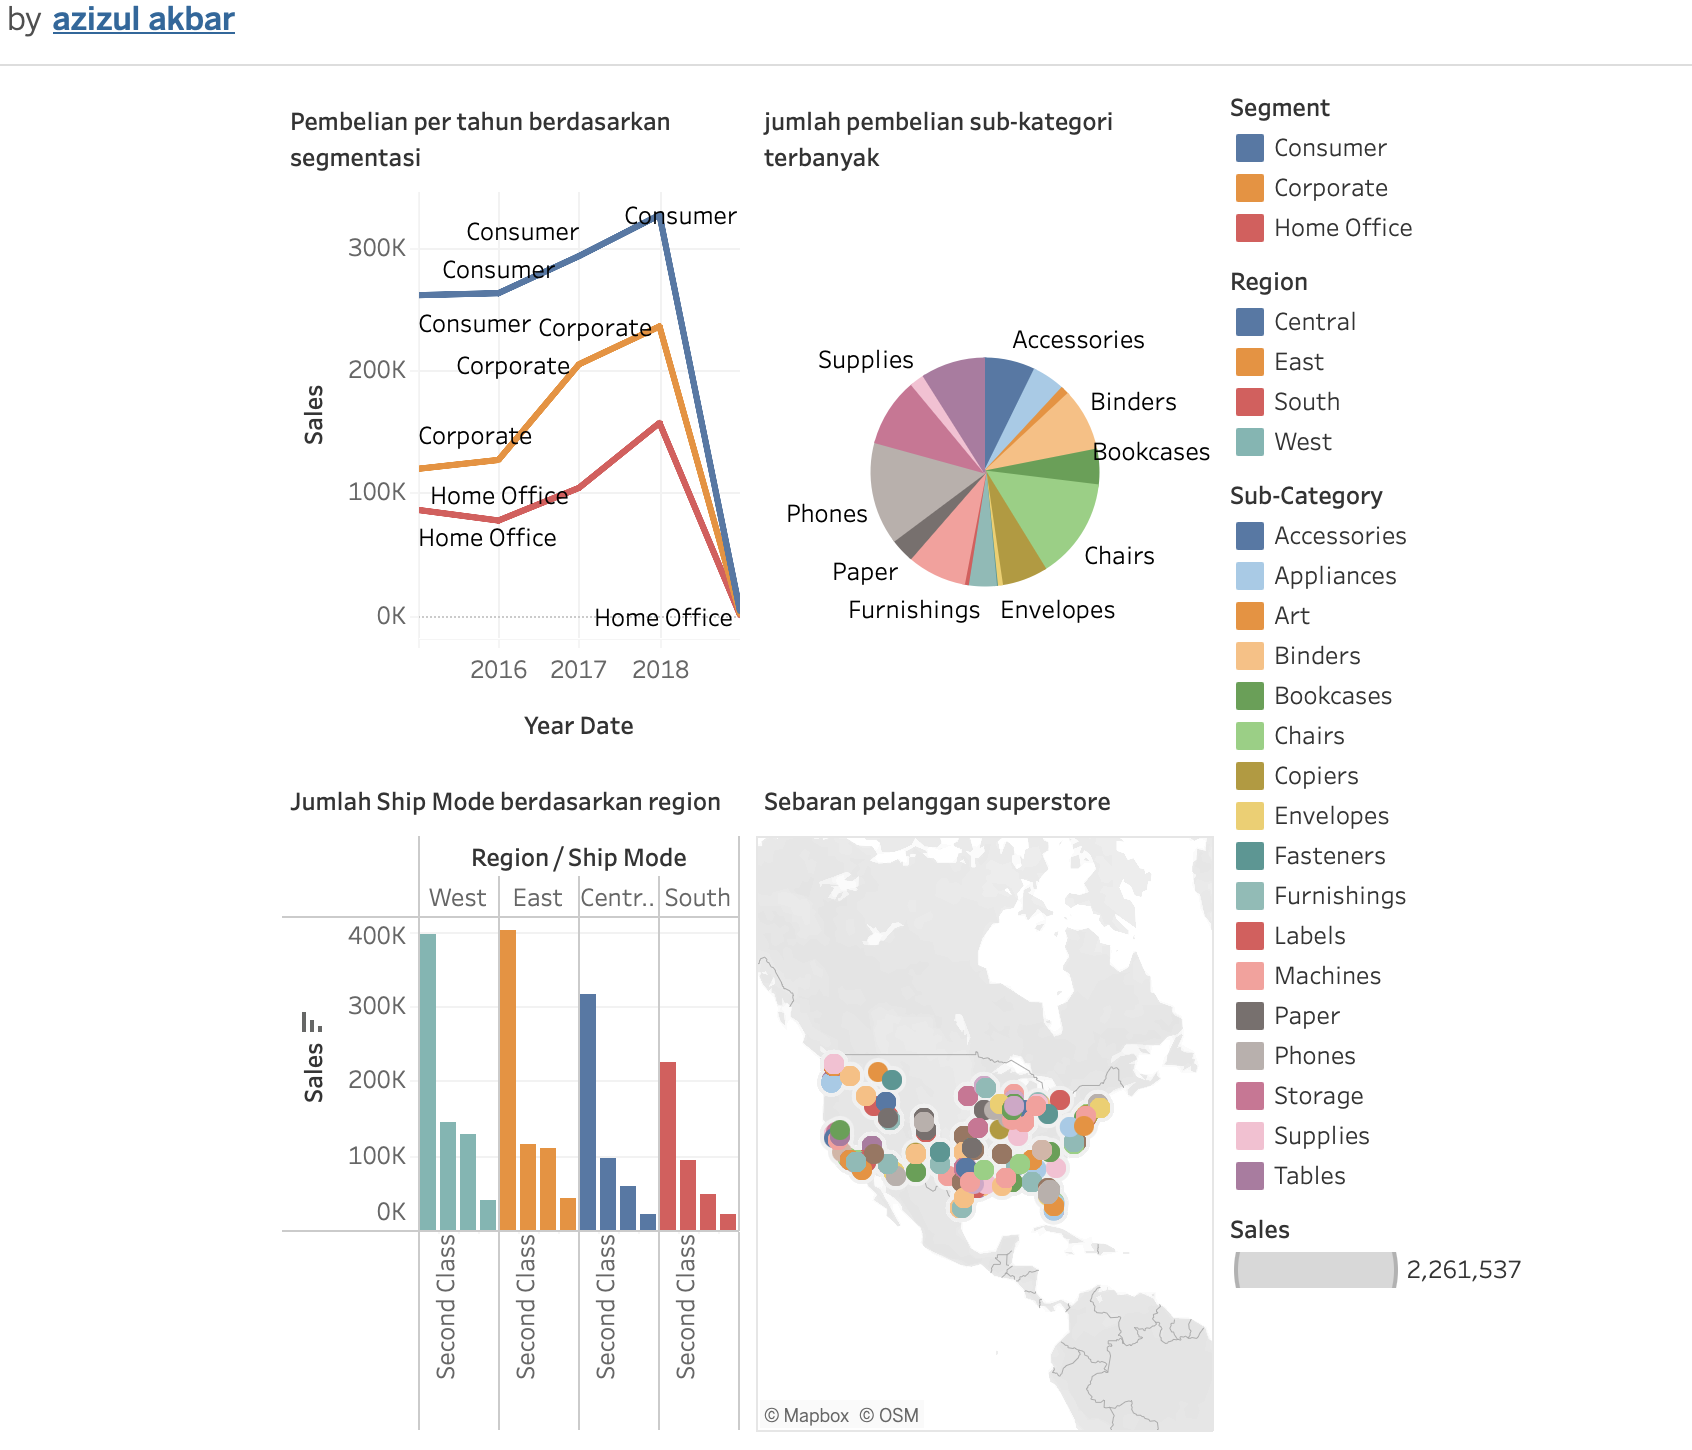 by azizul akbar
Pembelian per tahun berdasarkan
segmentasi
Consumer
Consumer
Consumer
Consumer
Corporate
Corporate
Corporate
Home Office
Home Office
Home Office
300K
200K
100K
0K
Sales
2016 2017 2018
Year Date
jumlah pembelian sub-kategori
terbanyak
Accessories
Supplies
Binders
Bookcases
Phones
Chairs
Paper
Furnishings
Envelopes
Jumlah Ship Mode berdasarkan region
Region / Ship Mode
West East Centr.. South
400K
300K
200K
100K
0K
Sales
Second Class
Second Class
Second Class
Second Class
Sebaran pelanggan superstore
© Mapbox © OSM
Segment
Consumer
Corporate
Home Office
Region
Central
East
South
West
Sub-Category
Accessories
Appliances
Art
Binders
Bookcases
Chairs
Copiers
Envelopes
Fasteners
Furnishings
Labels
Machines
Paper
Phones
Storage
Supplies
Tables
Sales
2,261,537